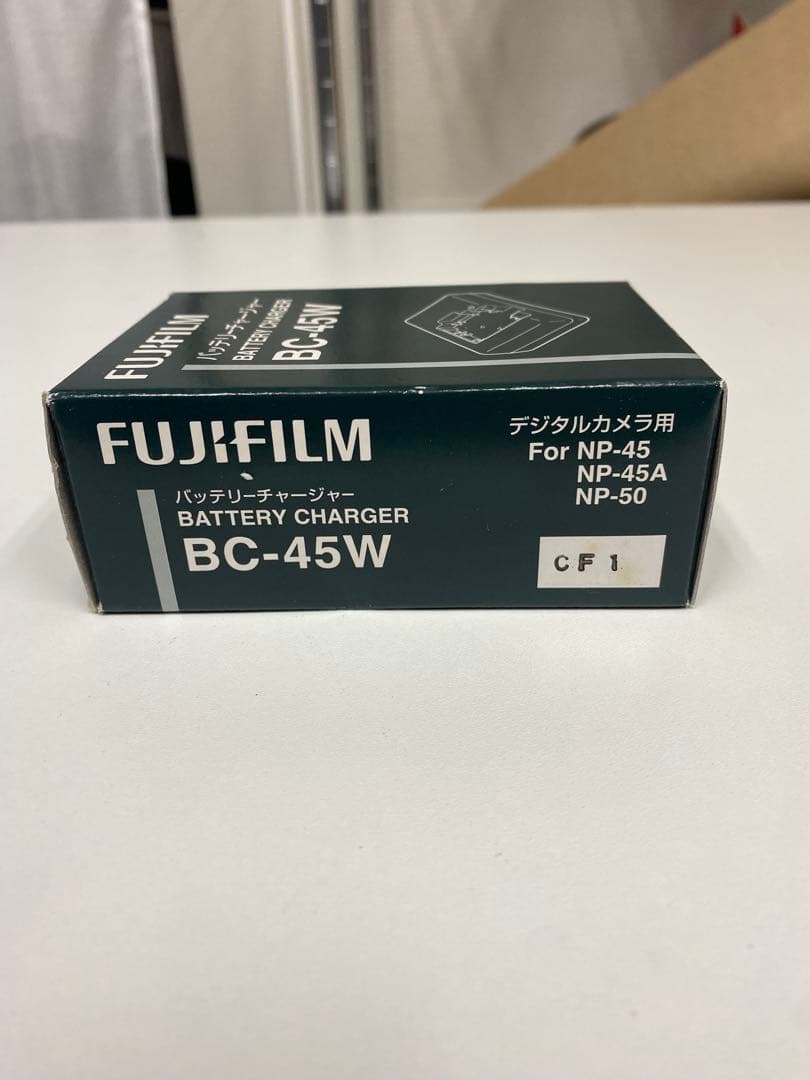 FUJIFILM
バッテリーチャージャー
BATTERY CHARGER
BC-45W
FUJIFILM
バッテリーチャージャー
BATTERY CHARGER
BC-45W
デジタルカメラ用
For NP-45
NP-45A
NP-50
CF1